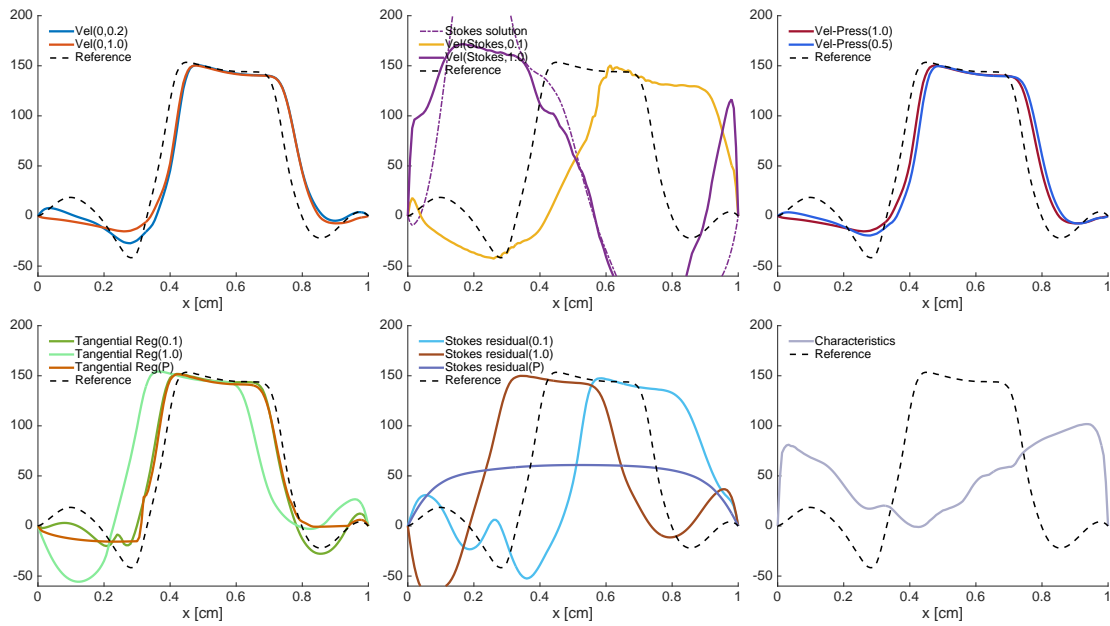 200
150
100
50
0
-50
0
0.2
0.4
0.6
0.8
1
x [cm]
Vel(0,0.2)
Vel(0,1.0)
Reference
200
150
100
50
0
-50
0
0.2
0.4
0.6
0.8
1
x [cm]
Stokes solution
Vel(Stokes,0.1)
Vel(Stokes,1.0)
Reference
200
150
100
50
0
-50
0
0.2
0.4
0.6
0.8
1
x [cm]
Vel-Press(1.0)
Vel-Press(0.5)
Reference
200
150
100
50
0
-50
0
0.2
0.4
0.6
0.8
1
x [cm]
Tangential Reg(0.1)
Tangential Reg(1.0)
Tangential Reg(P)
Reference
200
150
100
50
0
-50
0
0.2
0.4
0.6
0.8
1
x [cm]
Stokes residual(0.1)
Stokes residual(1.0)
Stokes residual(P)
Reference
200
150
100
50
0
-50
0
0.2
0.4
0.6
0.8
1
x [cm]
Characteristics
Reference